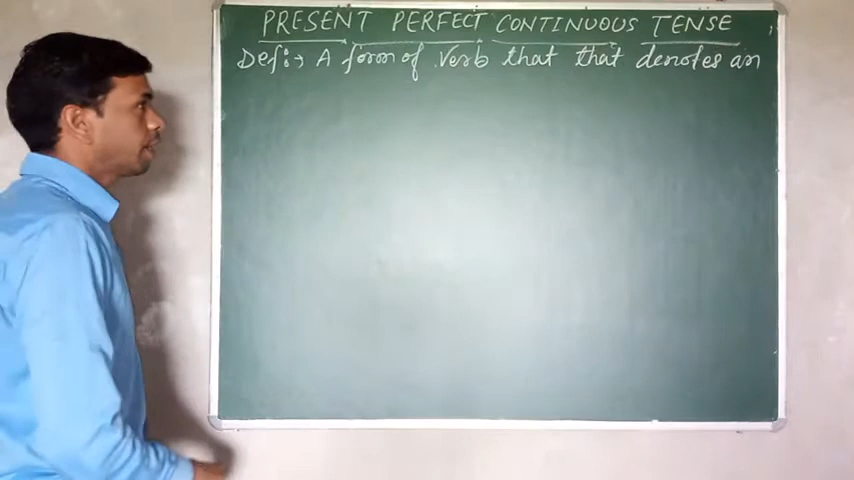 PRESENT PERFECT CONTINUOUS TENSE
Def:→ A form of verb that that denotes an